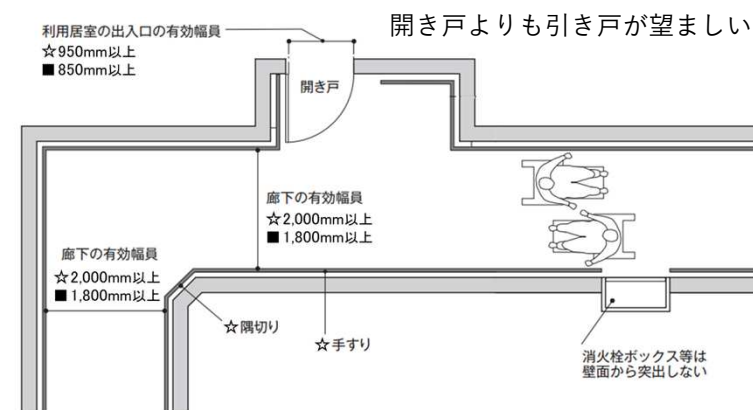 開き戸よりも引き戸が望ましい
利用居室の出入口の有効幅員
☆950mm以上
■850mm以上
開き戸
廊下の有効幅員
☆2,000mm以上
■1,800mm以上
廊下の有効幅員
☆2,000mm以上
■1,800mm以上
☆隅切り
☆手すり
消火栓ボックス等は
壁面から突出しない